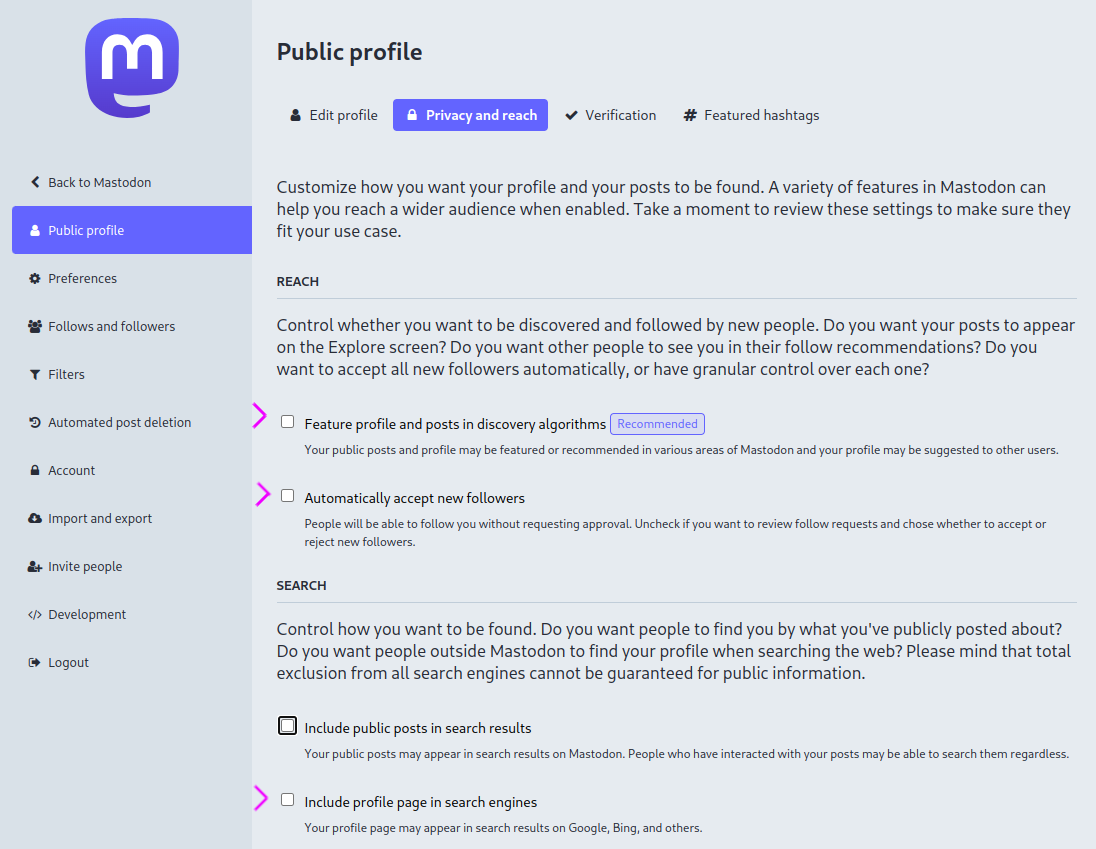 Public profile
Edit profile
Privacy and reach
Verification
# Featured hashtags
Back to Mastodon
Public profile
Preferences
Follows and followers
Filters
Automated post deletion
Account
Import and export
Invite people
Development
Logout
Customize how you want your profile and your posts to be found. A variety of features in Mastodon can
help you reach a wider audience when enabled. Take a moment to review these settings to make sure they
fit your use case.
REACH
Control whether you want to be discovered and followed by new people. Do you want your posts to appear
on the Explore screen? Do you want other people to see you in their follow recommendations? Do you
want to accept all new followers automatically, or have granular control over each one?
Feature profile and posts in discovery algorithms Recommended
Your public posts and profile may be featured or recommended in various areas of Mastodon and your profile may be suggested to other users.
Automatically accept new followers
People will be able to follow you without requesting approval. Uncheck if you want to review follow requests and chose whether to accept or
reject new followers.
SEARCH
Control how you want to be found. Do you want people to find you by what you've publicly posted about?
Do you want people outside Mastodon to find your profile when searching the web? Please mind that total
exclusion from all search engines cannot be guaranteed for public information.
Include public posts in search results
Your public posts may appear in search results on Mastodon. People who have interacted with your posts may be able to search them regardless.
Include profile page in search engines
Your profile page may appear in search results on Google, Bing, and others.